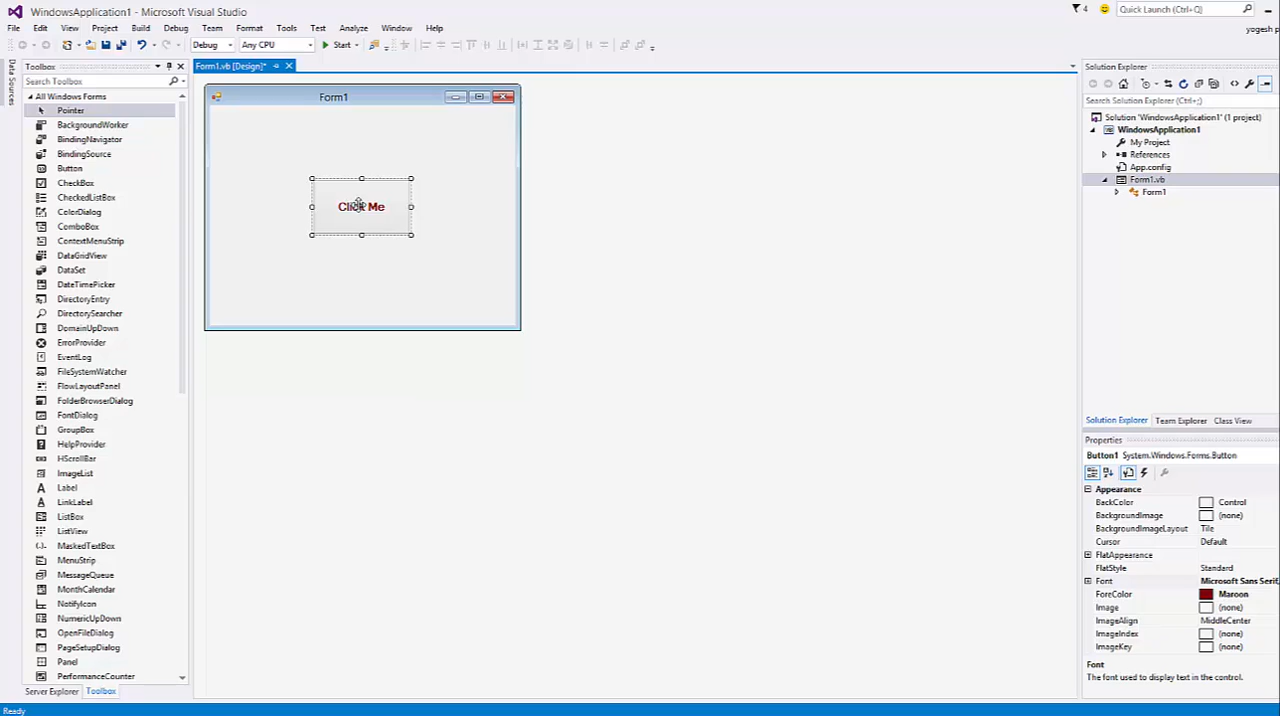 WindowsApplication1 - Microsoft Visual Studio
4
Quick Launch (Ctrl+Q)
File Edit View Project Build Debug Team Format Tools Test Analyze Window Help
yogesh p
Debug
Any CPU
Start
Data Sources
Toolbox
Search Toolbox
All Windows Forms
Pointer
BackgroundWorker
BindingNavigator
BindingSource
Button
CheckBox
CheckedListBox
ColorDialog
ComboBox
ContextMenuStrip
DataGridView
DataSet
DateTimePicker
DirectoryEntry
DirectorySearcher
DomainUpDown
ErrorProvider
EventLog
FileSystemWatcher
FlowLayoutPanel
FolderBrowserDialog
FontDialog
GroupBox
HelpProvider
HScrollBar
ImageList
Label
LinkLabel
ListBox
ListView
MaskedTextBox
MenuStrip
MessageQueue
MonthCalendar
NotifyIcon
NumericUpDown
OpenFileDialog
PageSetupDialog
Panel
PerformanceCounter
Server Explorer Toolbox
Form1.vb [Design]*
Form1
Click Me
Solution Explorer
Search Solution Explorer (Ctrl+;)
Solution 'WindowsApplication1' (1 project)
WindowsApplication1
My Project
References
App.config
Form1.vb
Form1
Solution Explorer Team Explorer Class View
Properties
Button1 System.Windows.Forms.Button
Appearance
BackColor Control
BackgroundImage (none)
BackgroundImageLayout Tile
Cursor Default
FlatAppearance
FlatStyle Standard
Font Microsoft Sans Serif,
ForeColor Maroon
Image (none)
ImageAlign MiddleCenter
ImageIndex (none)
ImageKey (none)
Font
The font used to display text in the control.
Ready